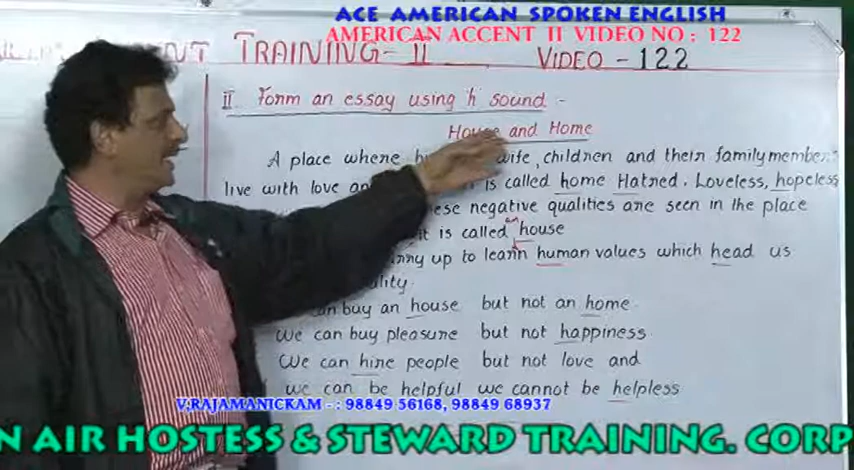 ACE AMERICAN SPOKEN ENGLISH
AMERICAN ACCENT II VIDEO NO : 122
TRAINING - II VIDEO - 122
II Form an essay using 'h' sound -
House and Home
A place where wife, children and their family members
live with love is called home Hatred. Loveless, hopeless
these negative qualities are seen in the place
it is called an house
up to learn human values which head us
can buy an house but not an home
We can buy pleasure but not happiness
We can hire people but not love and
we can be helpful we cannot be helpless
V;RAJAMANICKAM -: 98849 56168, 98849 68937
N AIR HOSTESS & STEWARD TRAINING, CORP